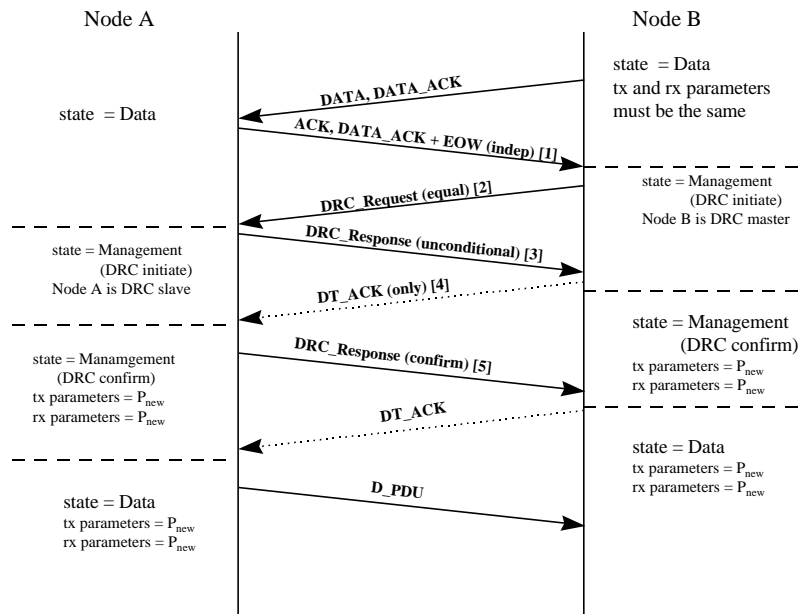 Node A
Node B
state = Data
tx and rx parameters
must be the same
DATA, DATA_ACK
state = Data
ACK, DATA_ACK + EOW (indep) [1]
DRC_Request (equal) [2]
state = Management
(DRC initiate)
Node B is DRC master
DRC_Response (unconditional) [3]
state = Management
(DRC initiate)
Node A is DRC slave
DT_ACK (only) [4]
state = Management
(DRC confirm)
tx parameters = Pnew
rx parameters = Pnew
DRC_Response (confirm) [5]
state = Manamgement
(DRC confirm)
tx parameters = Pnew
rx parameters = Pnew
DT_ACK
state = Data
tx parameters = Pnew
rx parameters = Pnew
D_PDU
state = Data
tx parameters = Pnew
rx parameters = Pnew